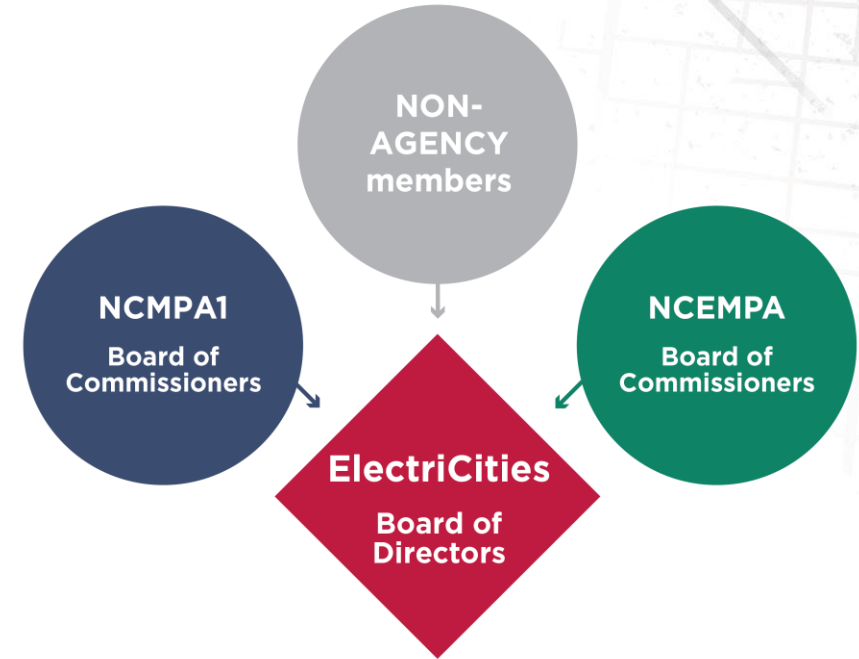 NON-
AGENCY
members
NCMPA1
Board of
Commissioners
NCEMPA
Board of
Commissioners
ElectriCities
Board of
Directors